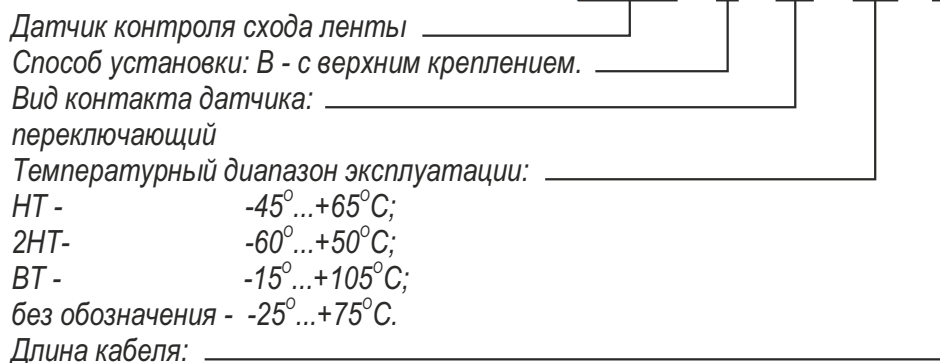 Датчик контроля схода ленты
Способ установки: В - с верхним креплением.
Вид контакта датчика:
переключающий
Температурный диапазон эксплуатации:
НТ - -45°...+65°С;
2НТ- -60°...+50°С;
ВТ - -15°...+105°С;
без обозначения - -25°...+75°С.
Длина кабеля: